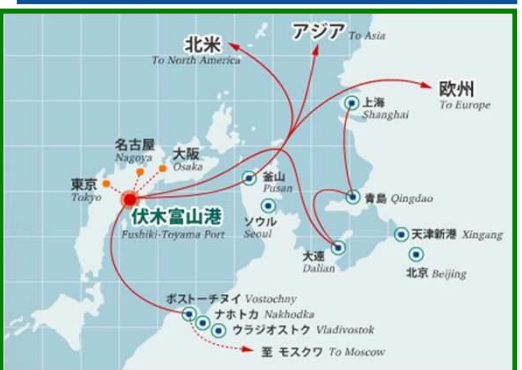 アジア
To Asia
北米
To North America
欧州
To Europe
上海
Shanghai
名古屋
Nagoya
大阪
Osaka
東京
Tokyo
釜山
Pusan
青島 Qingdao
伏木富山港
Fushiki-Toyama Port
ソウル
Seoul
天津新港 Xingang
大連
Dalian
北京 Beijing
ボストーチヌイ Vostochny
ナホトカ Nakhodka
ウラジオストク Vladivostok
至 モスクワ To Moscow